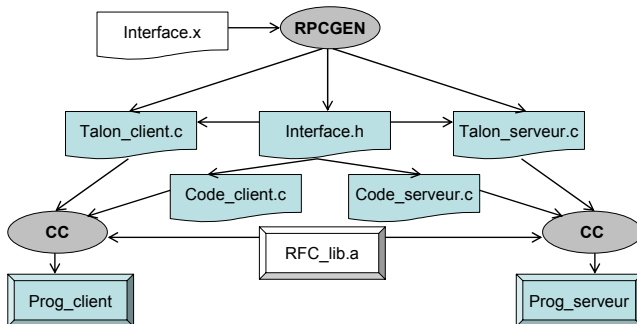 Interface.x
RPCGEN
Talon_client.c
Interface.h
Talon_serveur.c
Code_client.c
Code_serveur.c
CC
CC
RFC_lib.a
Prog_client
Prog_serveur